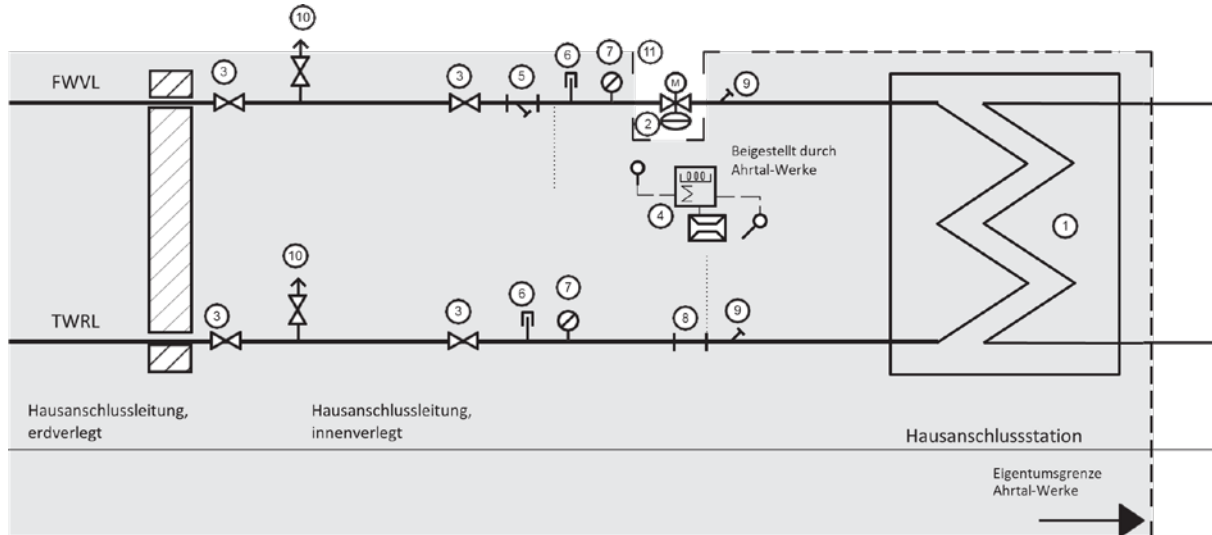 10
11
FWVL
3
3
5
6
7
M
9
2
Beigestellt durch
Ahrtal-Werke
000
Σ
4
1
10
TWRL
3
3
6
7
8
9
Hausanschlussleitung,
erdverlegt
Hausanschlussleitung,
innenverlegt
Hausanschlussstation
Eigentumsgrenze
Ahrtal-Werke